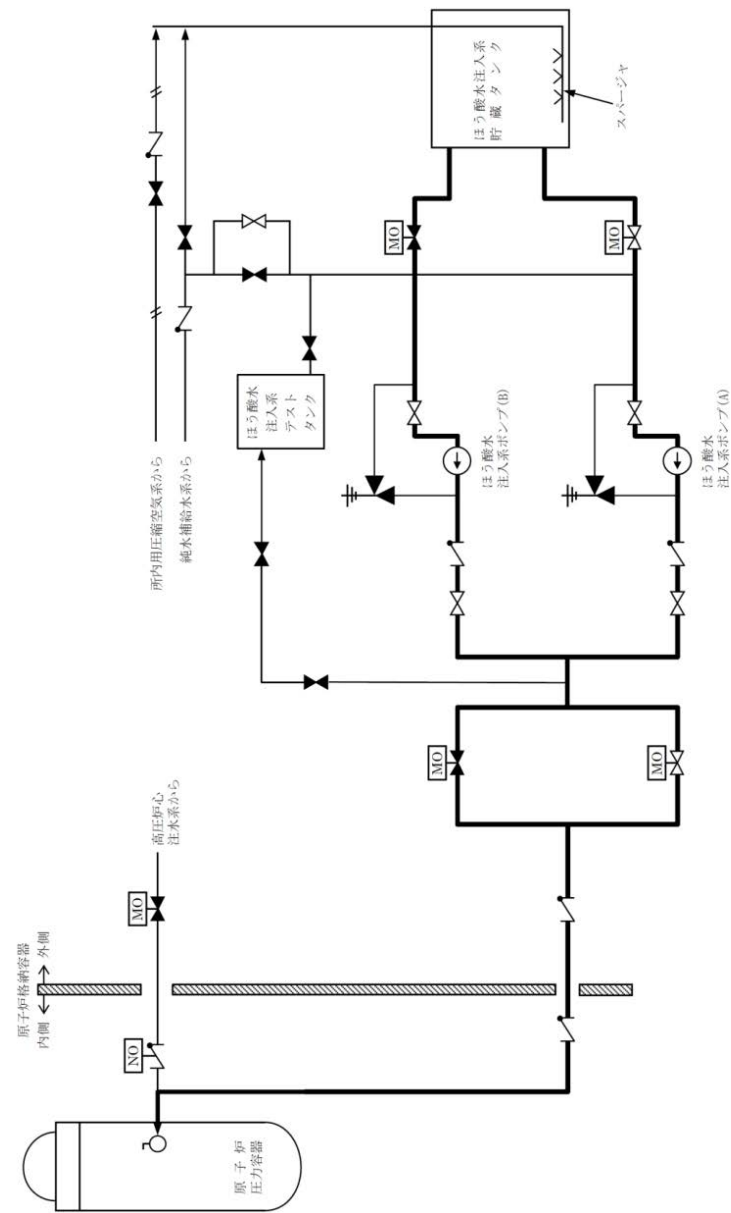 原子炉格納容器
内側
外側
NO
MO
高圧炉心
注水系から
原子炉
圧力容器
所内用圧縮空気系から
純水補給水系から
ほう酸水
注入系
テスト
タンク
MO
MO
ほう酸水
注入系ポンプ(B)
ほう酸水
注入系ポンプ(A)
MO
MO
ほう酸水注入系
貯蔵タンク
スパージャ